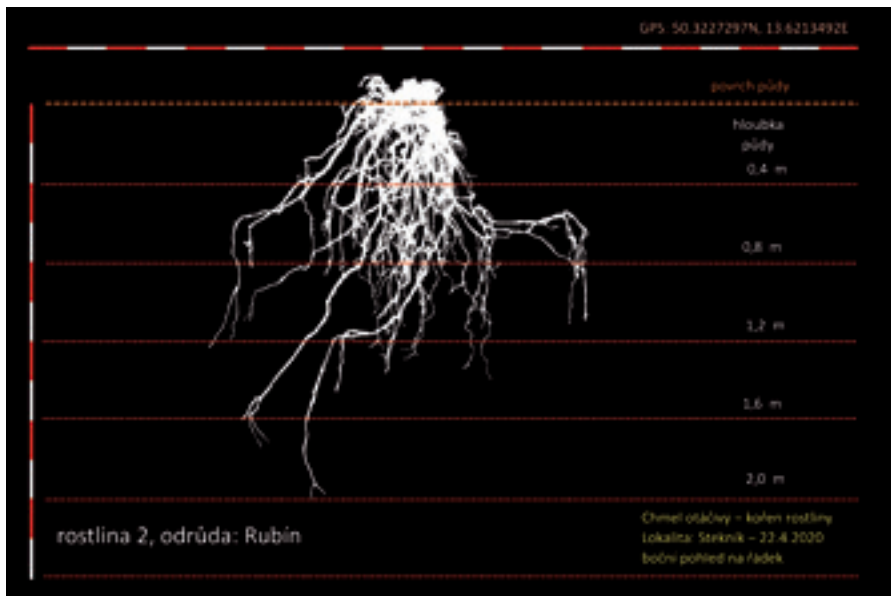 GPS: 50.3227297N, 13.6213492E
povrch půdy
hloubka
půdy
0,4 m
0,8 m
1,2 m
1,6 m
2,0 m
rostlina 2, odrůda: Rubín
Chmel otáčivý – kořen rostliny
Lokalita: Stekník – 22.4.2020
boční pohled na řádek